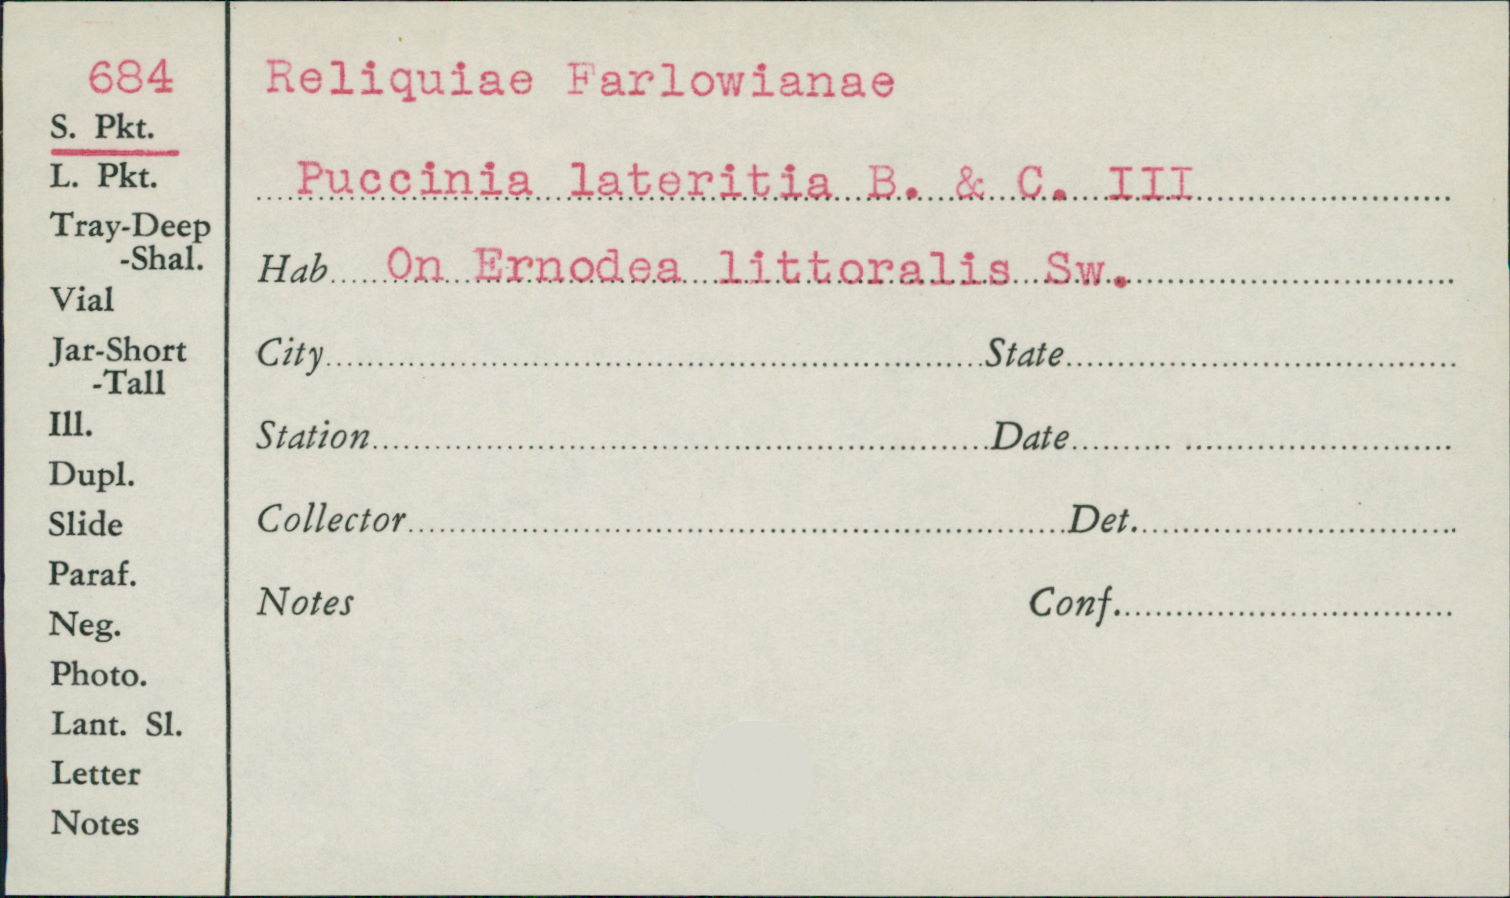 684
S. Pkt.
L. Pkt.
Tray-Deep
-Shal.
Vial
Jar-Short
-Tall
Ill.
Dupl.
Slide
Paraf.
Neg.
Photo.
Lant. Sl.
Letter
Notes
Reliquiae Farlowianae
Puccinia lateritia B. & C. III
Hab. On Ernodea littoralis Sw.
City State
Station Date
Collector Det.
Notes Conf.